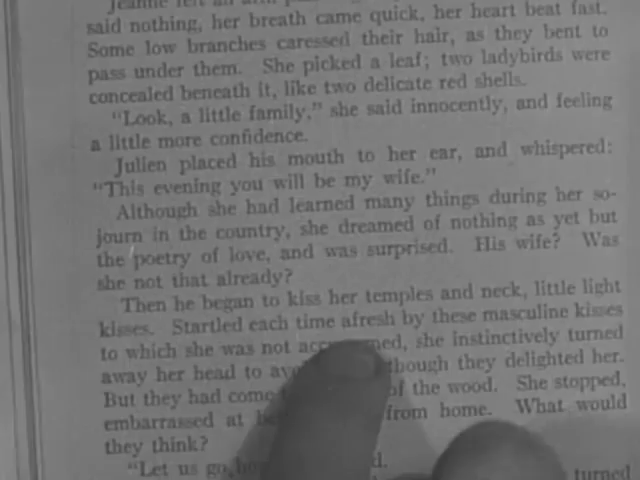 Jeanne felt an arm
said nothing, her breath came quick, her heart beat fast.
Some low branches caressed their hair, as they bent to
pass under them. She picked a leaf; two ladybirds were
concealed beneath it, like two delicate red shells.
"Look, a little family," she said innocently, and feeling
a little more confidence.
Julien placed his mouth to her ear, and whispered:
"This evening you will be my wife."
Although she had learned many things during her so-
journ in the country, she dreamed of nothing as yet but
the poetry of love, and was surprised. His wife? Was
she not that already?
Then he began to kiss her temples and neck, little light
kisses. Startled each time afresh by these masculine kisses
to which she was not she instinctively turned
away her head to though they delighted her.
But they had come of the wood. She stopped,
embarrassed at from home. What would
they think?
"Let us go
turned